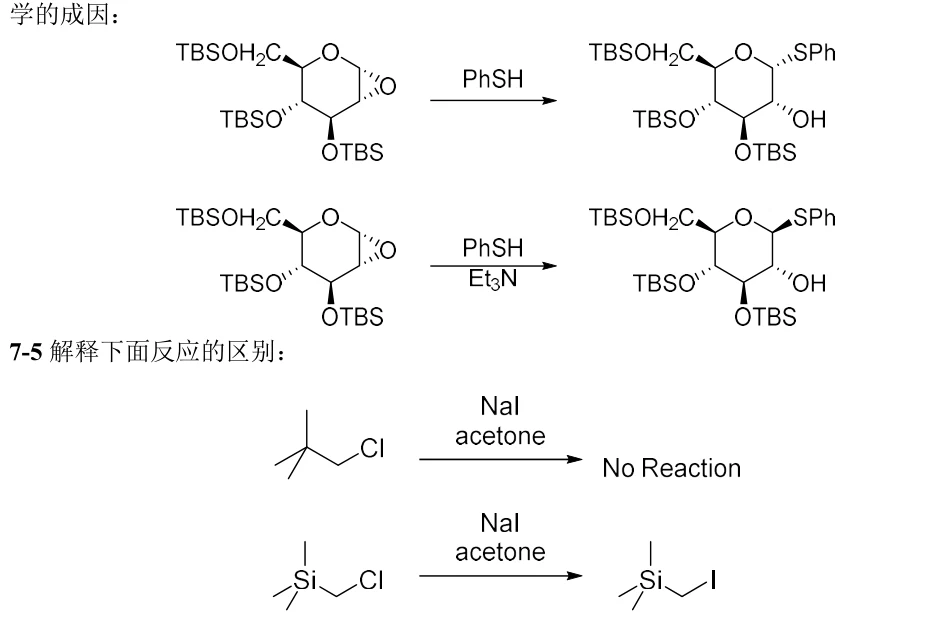 学的成因：
TBSOH₂C O O PhSH TBSOH₂C O SPh
TBSO OTBS TBSO OH OTBS
TBSOH₂C O O PhSH Et₃N TBSOH₂C O SPh
TBSO OTBS TBSO OH OTBS
7-5 解释下面反应的区别：
NaI
Cl acetone
No Reaction
NaI
acetone
Si Cl Si I